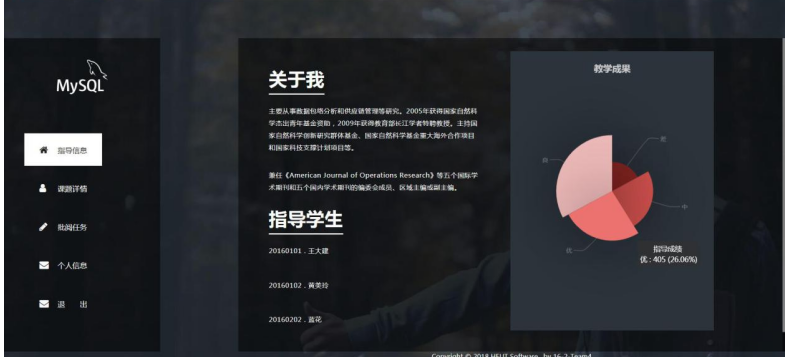 MySQL
指导信息
课题详情
批阅任务
个人信息
退 出
关于我
主要从事数据包络分析和供应链管理等研究。2005年获得国家自然科
学杰出青年基金资助，2009年获得教育部长江学者特聘教授。主持国
家自然科学创新研究群体基金、国家自然科学基金重大海外合作项目
和国家科技支撑计划项目等。
兼任《American Journal of Operations Research》等五个国际学
术期刊和五个国内学术期刊的编委会成员、区域主编或副主编。
指导学生
20160101 . 王大建
20160102 . 黄美玲
20160202 . 蓝花
教学成果
差
良
中
优
指导成绩
优 : 405 (26.06%)
Copyright © 2018 HFUT Software . by 16-2-Team4